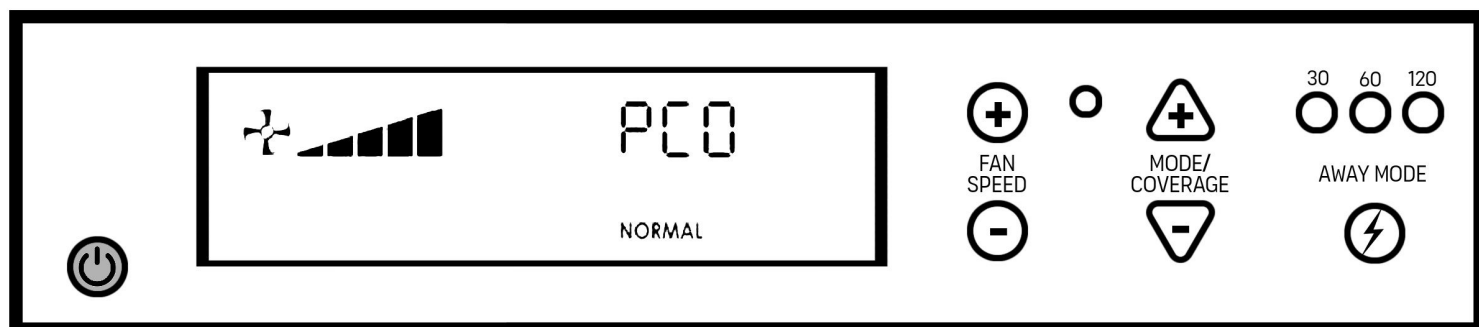 PCO
NORMAL
+
FAN
SPEED
-
+
MODE/
COVERAGE
-
30 60 120
AWAY MODE